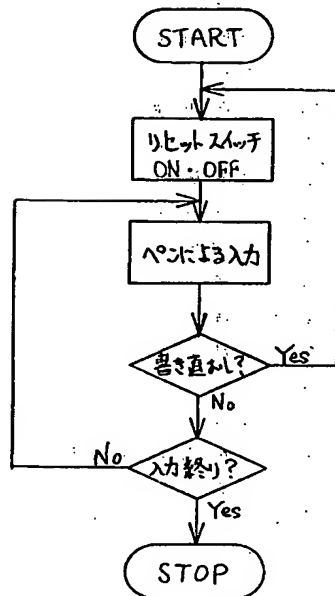 START
リセットスイッチ
ON・OFF
ペンによる入力
書き直し?
Yes
No
入力終り?
No
Yes
STOP